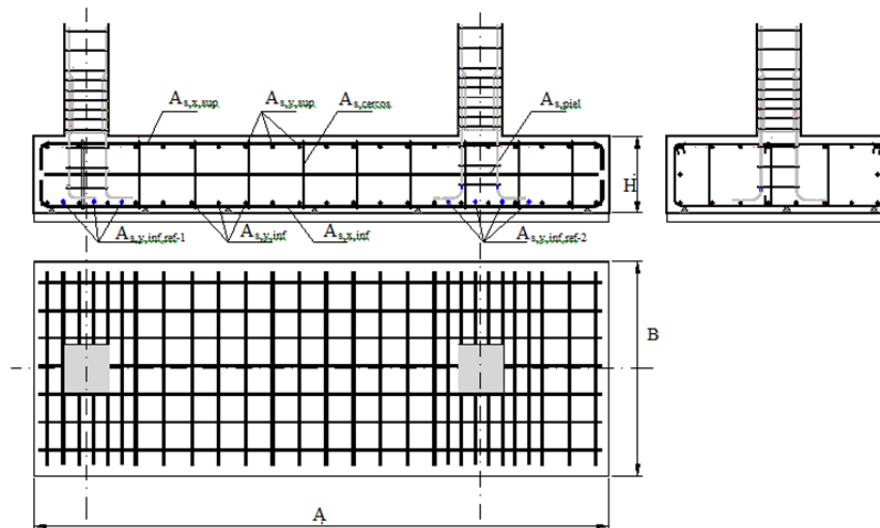 As,x,sup As,y,sup As,cercos As,piel
H
As,y,inf,ref-1 As,y,inf As,x,inf As,y,inf,ref-2
B
A